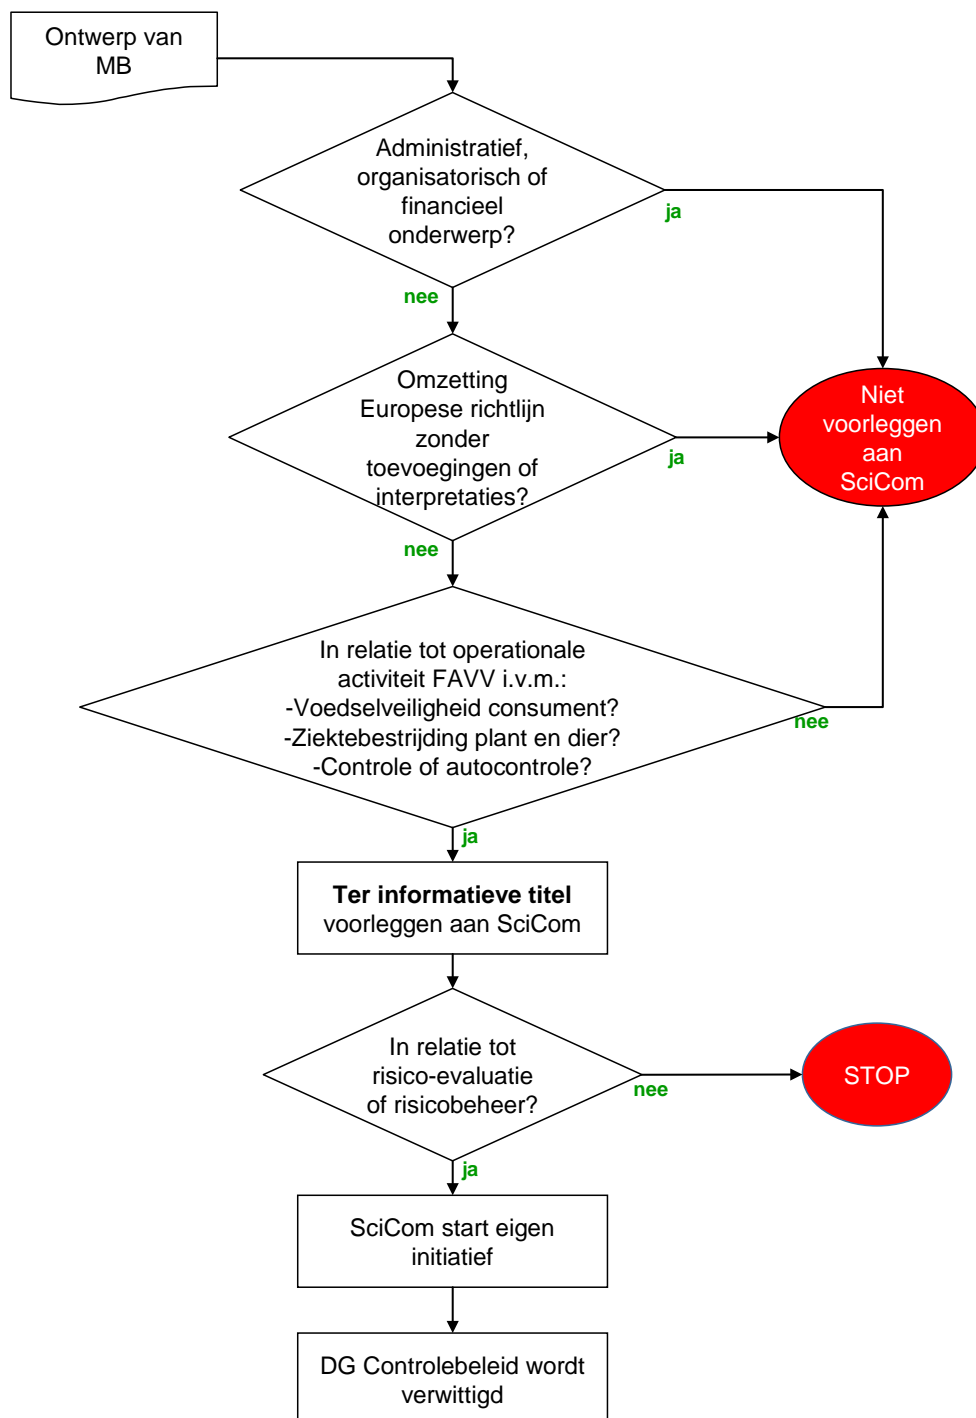 Ontwerp van
MB
Administratief,
organisatorisch of
financieel
onderwerp?
ja
nee
Omzetting
Europese richtlijn
zonder
toevoegingen of
interpretaties?
ja
nee
Niet
voorleggen
aan
SciCom
In relatie tot operationale
activiteit FAVV i.v.m.:
-Voedselveiligheid consument?
-Ziektebestrijding plant en dier?
-Controle of autocontrole?
nee
ja
Ter informatieve titel
voorleggen aan SciCom
In relatie tot
risico-evaluatie
of risicobeheer?
nee
STOP
ja
SciCom start eigen
initiatief
DG Controlebeleid wordt
verwittigd